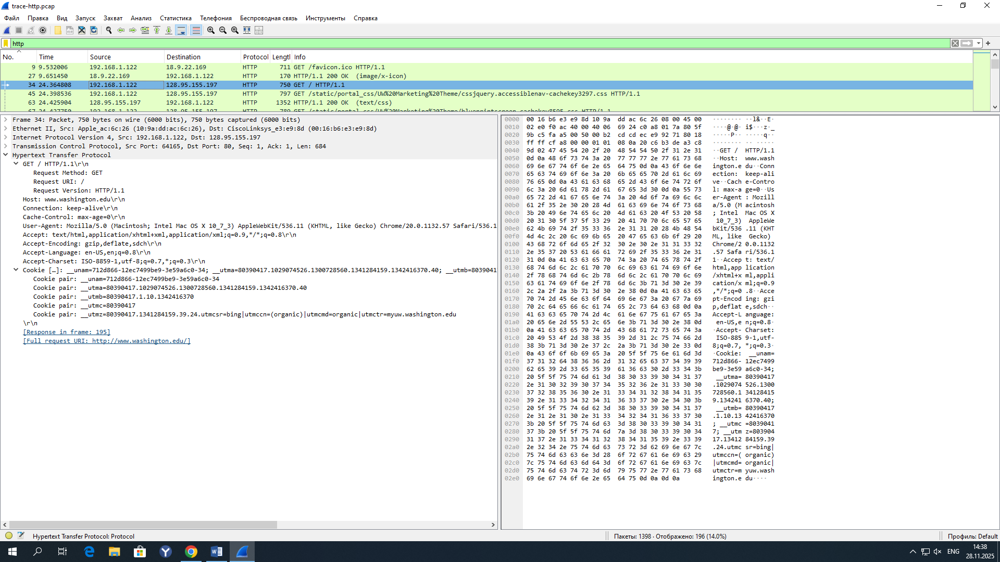 trace-http.pcap
Файл Правка Вид Запуск Захват Анализ Статистика Телефония Беспроводная связь Инструменты Справка
http
No. Time Source Destination Protocol Lengtl Info
9 9.532006 192.168.1.122 18.9.22.169 HTTP 711 GET /favicon.ico HTTP/1.1
27 9.651450 18.9.22.169 192.168.1.122 HTTP 170 HTTP/1.1 200 OK (image/x-icon)
34 24.364808 192.168.1.122 128.95.155.197 HTTP 750 GET / HTTP/1.1
45 24.398536 192.168.1.122 128.95.155.197 HTTP 797 GET /static/portal_css/UW%20Marketing%20Theme/cssjquery.accessiblenav-cachekey3297.css HTTP/1.1
63 24.425904 128.95.155.197 192.168.1.122 HTTP 1352 HTTP/1.1 200 OK (text/css)
67 24.427750 192.168.1.122 128.95.155.197 HTTP 789 GET /static/portal_css/UW%20Marketing%20Theme/blueprintscreen-cachekey8595.css HTTP/1.1
Frame 34: Packet, 750 bytes on wire (6000 bits), 750 bytes captured (6000 bits)
Ethernet II, Src: Apple_ac:6c:26 (10:9a:dd:ac:6c:26), Dst: CiscoLinksys_e3:e9:8d (00:16:b6:e3:e9:8d)
Internet Protocol Version 4, Src: 192.168.1.122, Dst: 128.95.155.197
Transmission Control Protocol, Src Port: 64165, Dst Port: 80, Seq: 1, Ack: 1, Len: 684
Hypertext Transfer Protocol
GET / HTTP/1.1\r\n
Request Method: GET
Request URI: /
Request Version: HTTP/1.1
Host: www.washington.edu\r\n
Connection: keep-alive\r\n
Cache-Control: max-age=0\r\n
User-Agent: Mozilla/5.0 (Macintosh; Intel Mac OS X 10_7_3) AppleWebKit/536.11 (KHTML, like Gecko) Chrome/20.0.1132.57 Safari/536.1
Accept: text/html,application/xhtml+xml,application/xml;q=0.9,*/*;q=0.8\r\n
Accept-Encoding: gzip,deflate,sdch\r\n
Accept-Language: en-US,en;q=0.8\r\n
Accept-Charset: ISO-8859-1,utf-8;q=0.7,*;q=0.3\r\n
Cookie […]: __unam=712d866-12ec7499be9-3e59a6c0-34; __utma=80390417.1029074526.1300728560.1341284159.1342416370.40; __utmb=8039041
Cookie pair: __unam=712d866-12ec7499be9-3e59a6c0-34
Cookie pair: __utma=80390417.1029074526.1300728560.1341284159.1342416370.40
Cookie pair: __utmb=80390417.1.10.1342416370
Cookie pair: __utmc=80390417
Cookie pair: __utmz=80390417.1341284159.39.24.utmcsr=bing|utmccn=(organic)|utmcmd=organic|utmctr=myuw.washington.edu
\r\n
[Response in frame: 195]
[Full request URI: http://www.washington.edu/]
0000 00 16 b6 e3 e9 8d 10 9a dd ac 6c 26 08 00 45 00 ········ ··l&··E·
0010 02 e0 f0 ac 40 00 40 06 69 24 c0 a8 01 7a 80 5f ····@·@· i$···z·_
0020 9b c5 fa a5 00 50 00 b2 cd cd ec e9 92 71 80 18 ·····P·· ·····q··
0030 ff ff cf a8 00 00 01 01 08 0a 20 c6 b3 de a3 c8 ········ ·· ·····
0040 9d 02 47 45 54 20 2f 20 48 54 54 50 2f 31 2e 31 ··GET / HTTP/1.1
0050 0d 0a 48 6f 73 74 3a 20 77 77 77 2e 77 61 73 68 ··Host: www.wash
0060 69 6e 67 74 6f 6e 2e 65 64 75 0d 0a 43 6f 6e 6e ington.e du··Conn
0070 65 63 74 69 6f 6e 3a 20 6b 65 65 70 2d 61 6c 69 ection: keep-ali
0080 76 65 0d 0a 43 61 63 68 65 2d 43 6f 6e 74 72 6f ve··Cach e-Contro
0090 6c 3a 20 6d 61 78 2d 61 67 65 3d 30 0d 0a 55 73 l: max-a ge=0··Us
00a0 65 72 2d 41 67 65 6e 74 3a 20 4d 6f 7a 69 6c 6c er-Agent : Mozill
00b0 61 2f 35 2e 30 20 28 4d 61 63 69 6e 74 6f 73 68 a/5.0 (M acintosh
00c0 3b 20 49 6e 74 65 6c 20 4d 61 63 20 4f 53 20 58 ; Intel Mac OS X
00d0 20 31 30 5f 37 5f 33 29 20 41 70 70 6c 65 57 65 10_7_3) AppleWe
00e0 62 4b 69 74 2f 35 33 36 2e 31 31 20 28 4b 48 54 bKit/536 .11 (KHT
00f0 4d 4c 2c 20 6c 69 6b 65 20 47 65 63 6b 6f 29 20 ML, like Gecko)
0100 43 68 72 6f 6d 65 2f 32 30 2e 30 2e 31 31 33 32 Chrome/2 0.0.1132
0110 2e 35 37 20 53 61 66 61 72 69 2f 35 33 36 2e 31 .57 Safa ri/536.1
0120 31 0d 0a 41 63 63 65 70 74 3a 20 74 65 78 74 2f 1··Accep t: text/
0130 68 74 6d 6c 2c 61 70 70 6c 69 63 61 74 69 6f 6e html,app lication
0140 2f 78 68 74 6d 6c 2b 78 6d 6c 2c 61 70 70 6c 69 /xhtml+x ml,appli
0150 63 61 74 69 6f 6e 2f 78 6d 6c 3b 71 3d 30 2e 39 cation/x ml;q=0.9
0160 2c 2a 2f 2a 3b 71 3d 30 2e 38 0d 0a 41 63 63 65 ,*/*;q=0 .8··Acce
0170 70 74 2d 45 6e 63 6f 64 69 6e 67 3a 20 67 7a 69 pt-Encod ing: gzi
0180 70 2c 64 65 66 6c 61 74 65 2c 73 64 63 68 0d 0a p,deflat e,sdch··
0190 41 63 63 65 70 74 2d 4c 61 6e 67 75 61 67 65 3a Accept-L anguage:
01a0 20 65 6e 2d 55 53 2c 65 6e 3b 71 3d 30 2e 38 0d en-US,e n;q=0.8·
01b0 0a 41 63 63 65 70 74 2d 43 68 61 72 73 65 74 3a ·Accept- Charset:
01c0 20 49 53 4f 2d 38 38 35 39 2d 31 2c 75 74 66 2d ISO-885 9-1,utf-
01d0 38 3b 71 3d 30 2e 37 2c 2a 3b 71 3d 30 2e 33 0d 8;q=0.7, *;q=0.3·
01e0 0a 43 6f 6f 6b 69 65 3a 20 5f 5f 75 6e 61 6d 3d ·Cookie: __unam=
01f0 37 31 32 64 38 36 36 2d 31 32 65 63 37 34 39 39 712d866- 12ec7499
0200 62 65 39 2d 33 65 35 39 61 36 63 30 2d 33 34 3b be9-3e59 a6c0-34;
0210 20 5f 5f 75 74 6d 61 3d 38 30 33 39 30 34 31 37 __utma= 80390417
0220 2e 31 30 32 39 30 37 34 35 32 36 2e 31 33 30 30 .1029074 526.1300
0230 37 32 38 35 36 30 2e 31 33 34 31 32 38 34 31 35 728560.1 34128415
0240 39 2e 31 33 34 32 34 31 36 33 37 30 2e 34 30 3b 9.134241 6370.40;
0250 20 5f 5f 75 74 6d 62 3d 38 30 33 39 30 34 31 37 __utmb= 80390417
0260 2e 31 2e 31 30 2e 31 33 34 32 34 31 36 33 37 30 .1.10.13 42416370
0270 3b 20 5f 5f 75 74 6d 63 3d 38 30 33 39 30 34 31 ; __utmc =8039041
0280 37 3b 20 5f 5f 75 74 6d 7a 3d 38 30 33 39 30 34 7; __utm z=803904
0290 31 37 2e 31 33 34 31 32 38 34 31 35 39 2e 33 39 17.13412 84159.39
02a0 2e 32 34 2e 75 74 6d 63 73 72 3d 62 69 6e 67 7c .24.utmc sr=bing|
02b0 75 74 6d 63 63 6e 3d 28 6f 72 67 61 6e 69 63 29 utmccn=( organic)
02c0 7c 75 74 6d 63 6d 64 3d 6f 72 67 61 6e 69 63 7c |utmcmd= organic|
02d0 75 74 6d 63 74 72 3d 6d 79 75 77 2e 77 61 73 68 utmctr=m yuw.wash
02e0 69 6e 67 74 6f 6e 2e 65 64 75 0d 0a 0d 0a ington.e du····
Hypertext Transfer Protocol: Protocol
Пакеты: 1398 · Отображено: 196 (14.0%)
Профиль: Default
ENG
14:38
28.11.2025